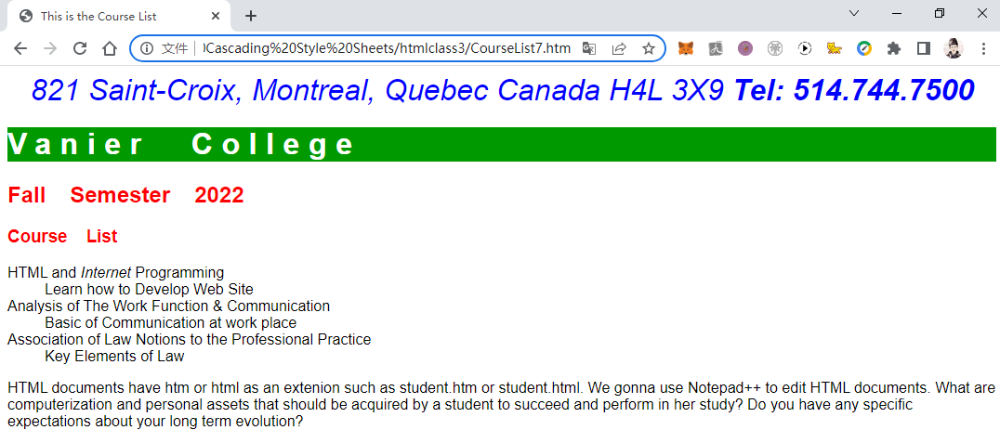 This is the Course List
文件 Cascading%20Style%20Sheets/htmlclass3/CourseList7.htm
821 Saint-Croix, Montreal, Quebec Canada H4L 3X9 Tel: 514.744.7500
Vanier College
Fall Semester 2022
Course List
HTML and Internet Programming
Learn how to Develop Web Site
Analysis of The Work Function & Communication
Basic of Communication at work place
Association of Law Notions to the Professional Practice
Key Elements of Law
HTML documents have htm or html as an extenion such as student.htm or student.html. We gonna use Notepad++ to edit HTML documents. What are
computerization and personal assets that should be acquired by a student to succeed and perform in her study? Do you have any specific
expectations about your long term evolution?